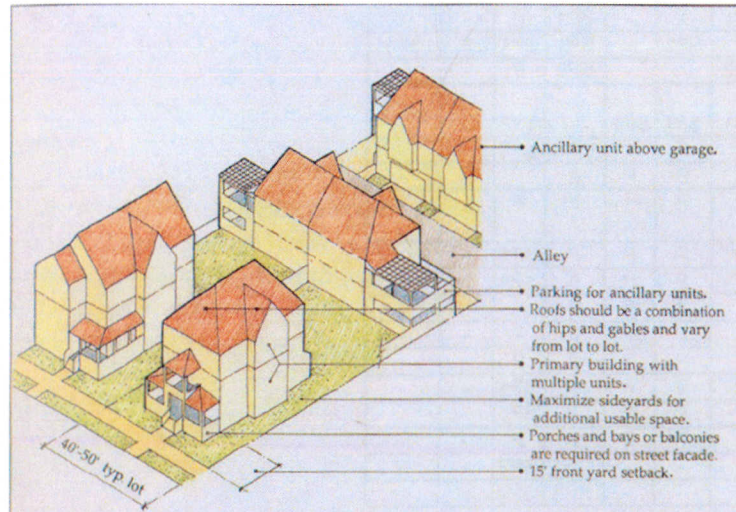 Ancillary unit above garage.
Alley
Parking for ancillary units.
Roofs should be a combination
of hips and gables and vary
from lot to lot.
Primary building with
multiple units.
Maximize sideyards for
additional usable space.
Porches and bays or balconies
are required on street facade.
15' front yard setback.
40'-50' typ. lot